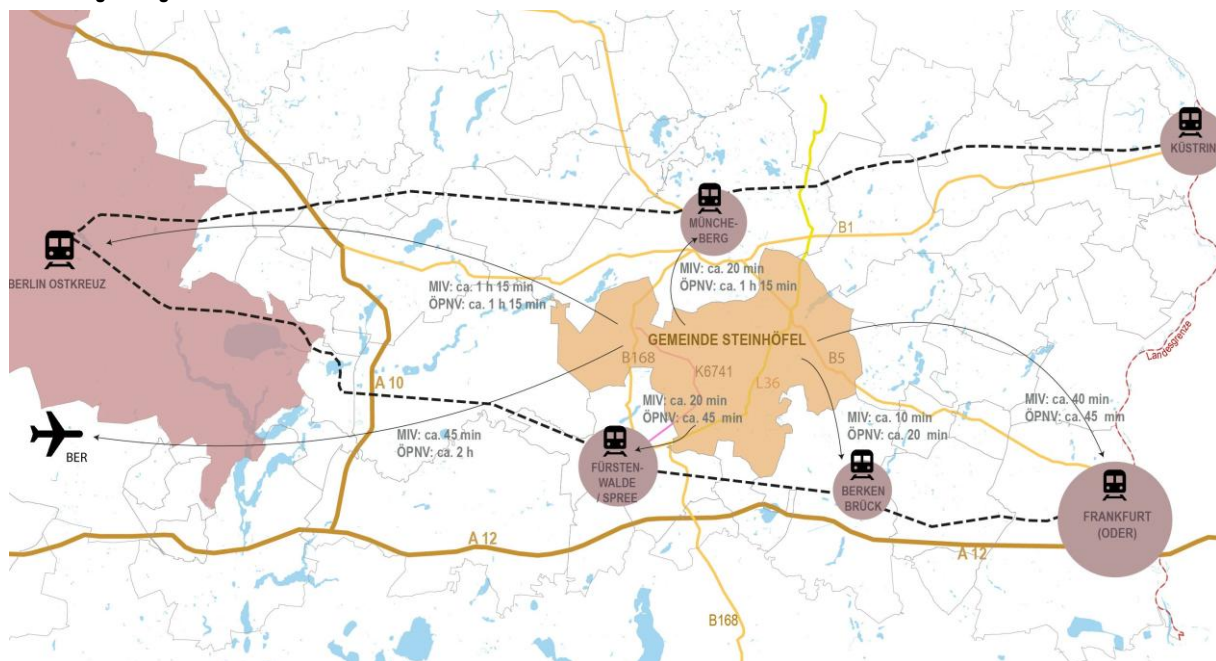 KÜSTRIN
MÜNCHE-
BERG
B1
BERLIN OSTKREUZ
MIV: ca. 1 h 15 min
ÖPNV: ca. 1 h 15 min
MIV: ca. 20 min
ÖPNV: ca. 1 h 15 min
Landesgrenze
GEMEINDE STEINHÖFEL
B168
B5
K6741
A 10
L36
MIV: ca. 20 min
ÖPNV: ca. 45 min
MIV: ca. 10 min
ÖPNV: ca. 20 min
MIV: ca. 40 min
ÖPNV: ca. 45 min
MIV: ca. 45 min
ÖPNV: ca. 2 h
BER
FÜRSTEN-
WALDE
/ SPREE
BERKEN
BRÜCK
FRANKFURT
(ODER)
A 12
A 12
B168